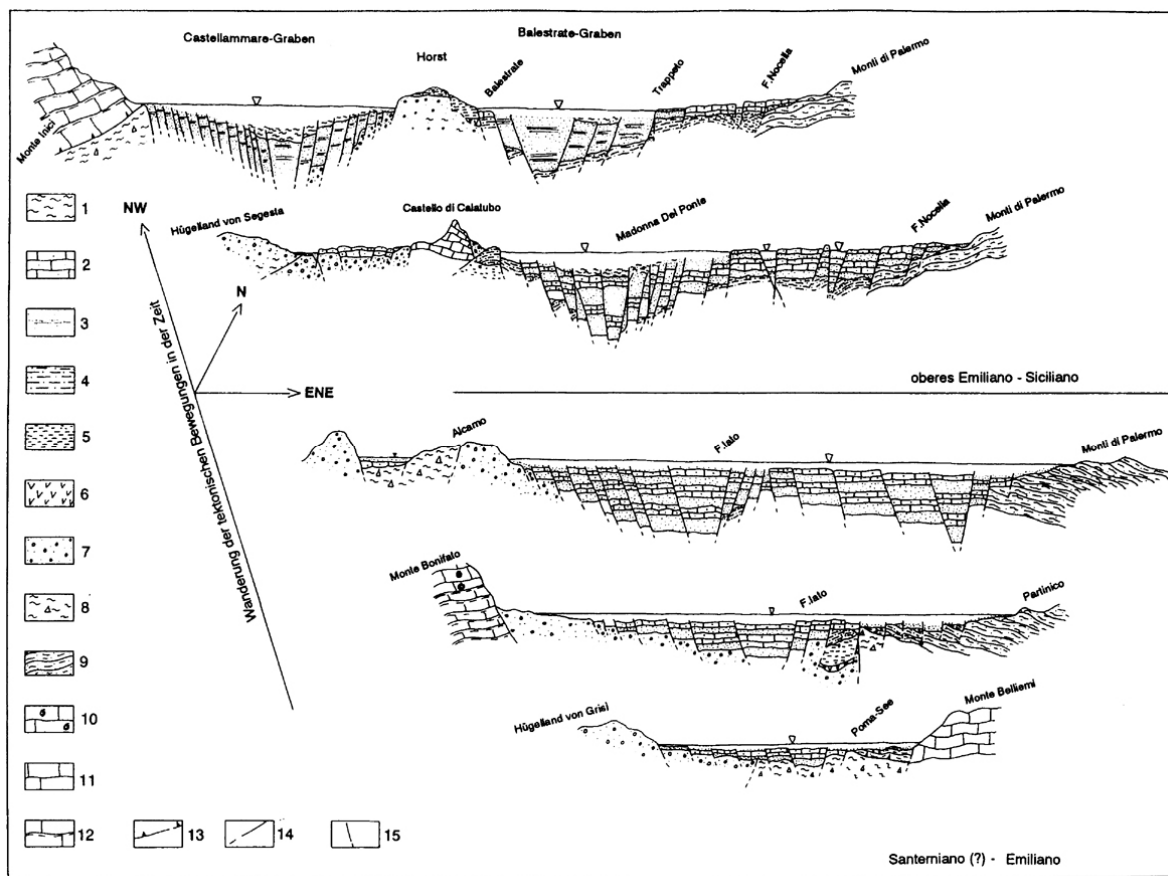 Castellammare-Graben
Balestrate-Graben
Horst
Monte Inici
Balestrate
Trappeto
F.Nocella
Monti di Palermo
Hügelland von Segesta
Castello di Calatubo
Madonna Del Ponte
F.Nocella
Monti di Palermo
NW
N
ENE
Wanderung der tektonischen Bewegungen in der Zeit
oberes Emiliano - Siciliano
Alcamo
F.Iato
Monti di Palermo
Monte Bonifato
F.Iato
Partinico
Hügelland von Grisì
Poma-See
Monte Belliemi
Santerniano (?) - Emiliano
1
2
3
4
5
6
7
8
9
10
11
12
13
14
15